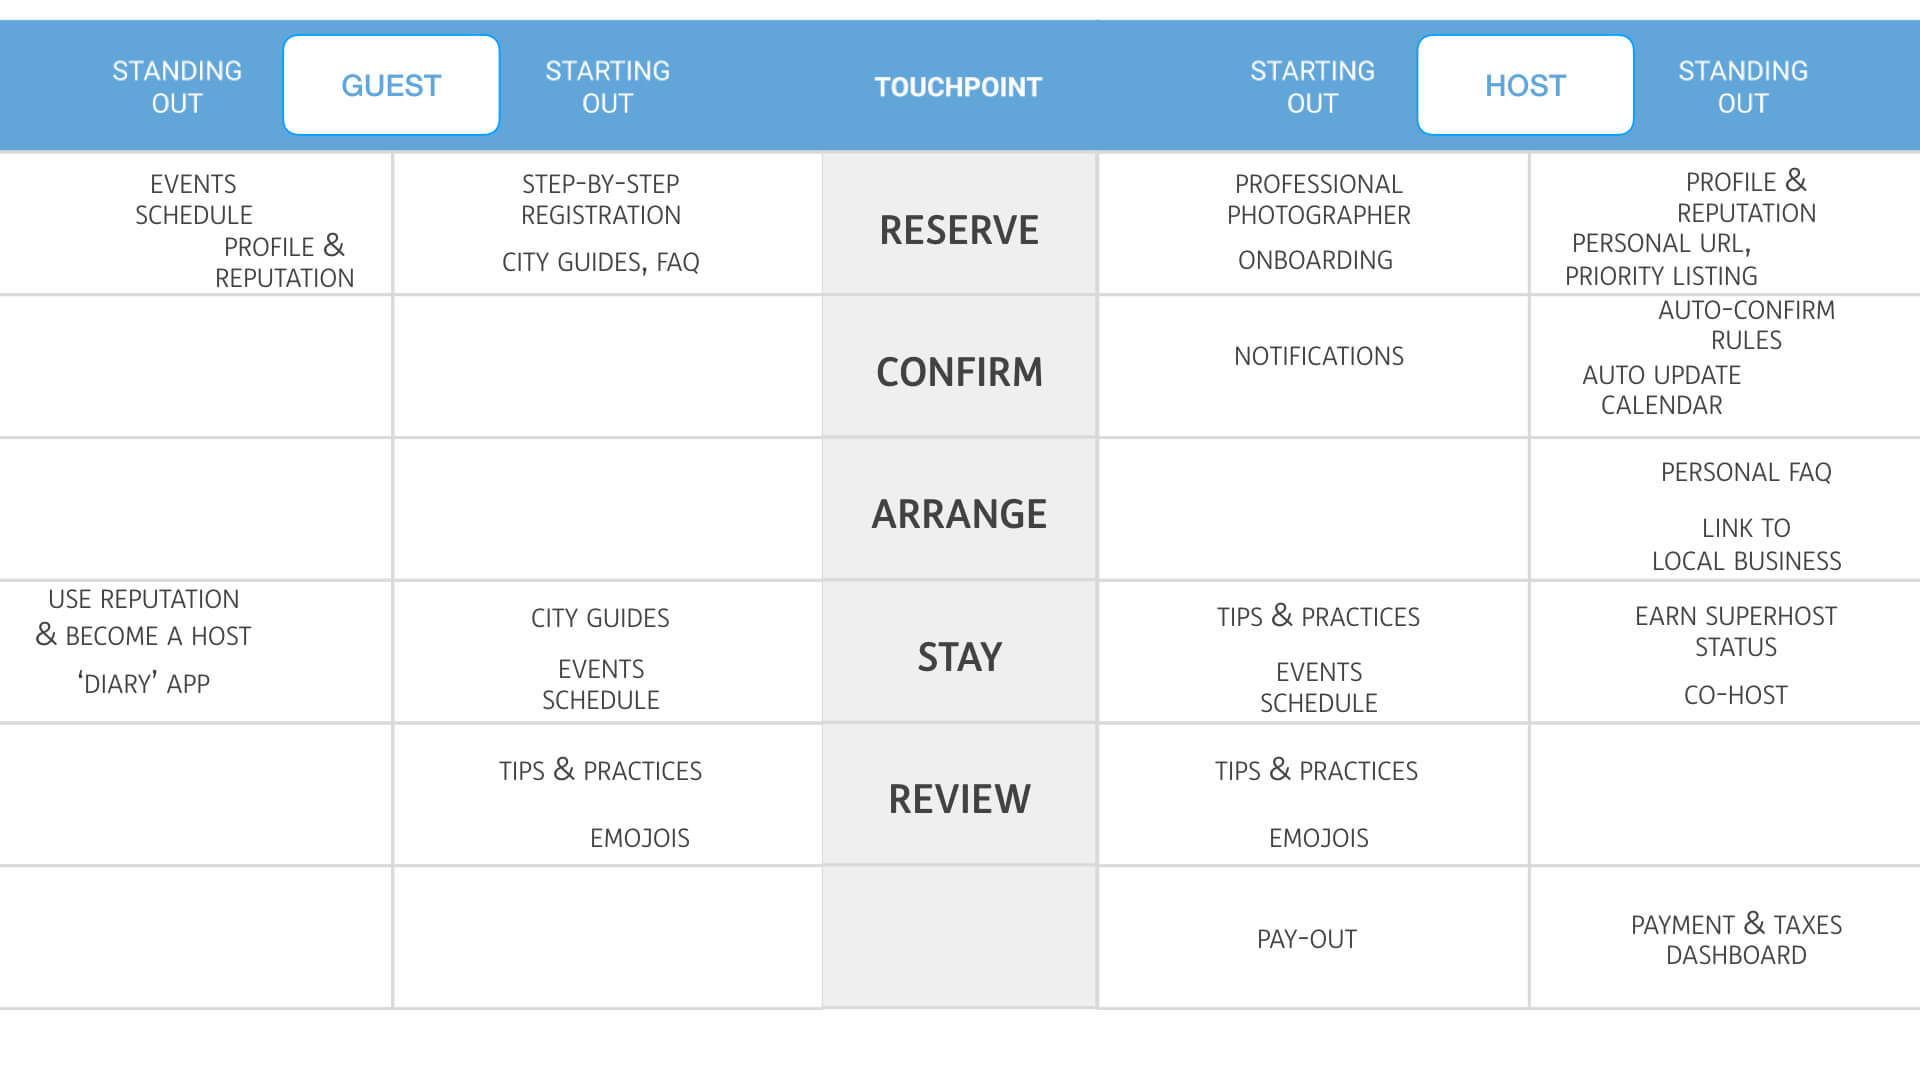 STANDING
OUT
GUEST
STARTING
OUT
TOUCHPOINT
STARTING
OUT
HOST
STANDING
OUT
EVENTS
SCHEDULE
PROFILE &
REPUTATION
STEP-BY-STEP
REGISTRATION
CITY GUIDES, FAQ
RESERVE
PROFESSIONAL
PHOTOGRAPHER
ONBOARDING
PROFILE &
REPUTATION
PERSONAL URL,
PRIORITY LISTING
CONFIRM
NOTIFICATIONS
AUTO-CONFIRM
RULES
AUTO UPDATE
CALENDAR
ARRANGE
PERSONAL FAQ
LINK TO
LOCAL BUSINESS
USE REPUTATION
& BECOME A HOST
‘DIARY’ APP
CITY GUIDES
EVENTS
SCHEDULE
STAY
TIPS & PRACTICES
EVENTS
SCHEDULE
EARN SUPERHOST
STATUS
CO-HOST
TIPS & PRACTICES
EMOJOIS
REVIEW
TIPS & PRACTICES
EMOJOIS
PAY-OUT
PAYMENT & TAXES
DASHBOARD